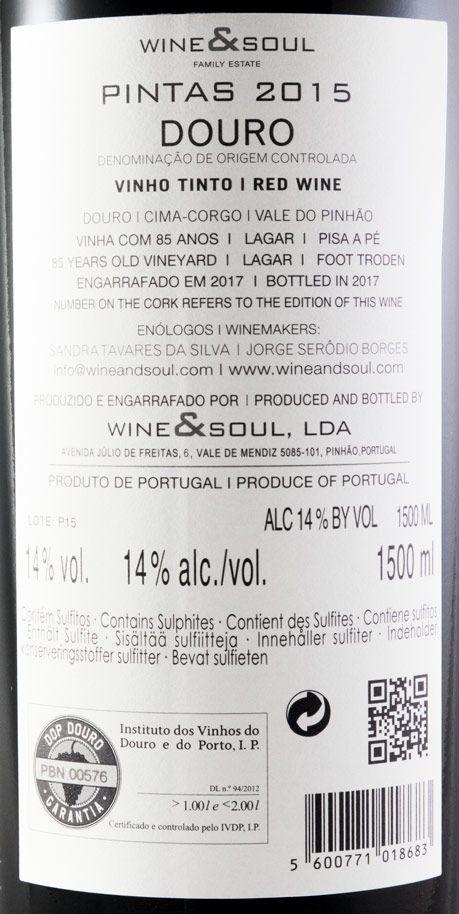 WINE&SOUL
FAMILY ESTATE
PINTAS 2015
DOURO
DENOMINAÇÃO DE ORIGEM CONTROLADA
VINHO TINTO | RED WINE
DOURO | CIMA-CORGO | VALE DO PINHÃO
VINHA COM 85 ANOS | LAGAR | PISA A PÉ
85 YEARS OLD VINEYARD | LAGAR | FOOT TRODEN
ENGARRAFADO EM 2017 | BOTTLED IN 2017
NUMBER ON THE CORK REFERS TO THE EDITION OF THIS WINE
ENÓLOGOS | WINEMAKERS:
SANDRA TAVARES DA SILVA | JORGE SERÔDIO BORGES
info@wineandsoul.com | www.wineandsoul.com
PRODUZIDO E ENGARRAFADO POR | PRODUCED AND BOTTLED BY
WINE&SOUL, LDA
AVENIDA JÚLIO DE FREITAS, 6, VALE DE MENDIZ 5085-101, PINHÃO, PORTUGAL
PRODUTO DE PORTUGAL | PRODUCE OF PORTUGAL
LOTE: P15 ALC 14 % BY VOL 1500 ML
14% vol. 14% alc./vol. 1500 ml
Contém Sulfitos · Contains Sulphites · Contient des Sulfites · Contiene sulfitos
Enthält Sulfite · Sisältää sulfiitteja · Innehåller sulfiter · Indeholder
konserveringsstoffer sulfitter · Bevat sulfieten
DOP DOURO
PBN 00576
GARANTIA
Instituto dos Vinhos do
Douro e do Porto, I. P.
DL n.º 94/2012
> 1.00 l e < 2.00 l
Certificado e controlado pelo IVDP, I.P.
5 600771 018683